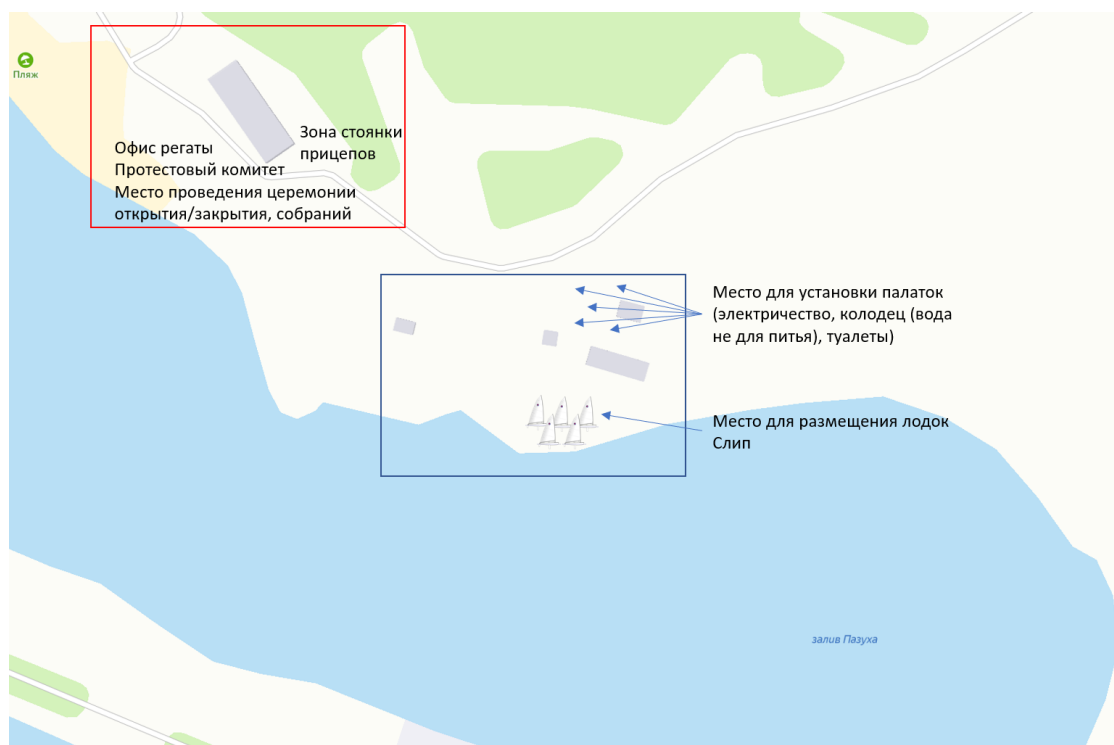 Пляж
Зона стоянки
прицепов
Офис регаты
Протестовый комитет
Место проведения церемонии
открытия/закрытия, собраний
Место для установки палаток
(электричество, колодец (вода
не для питья), туалеты)
Место для размещения лодок
Слип
залив Пазуха